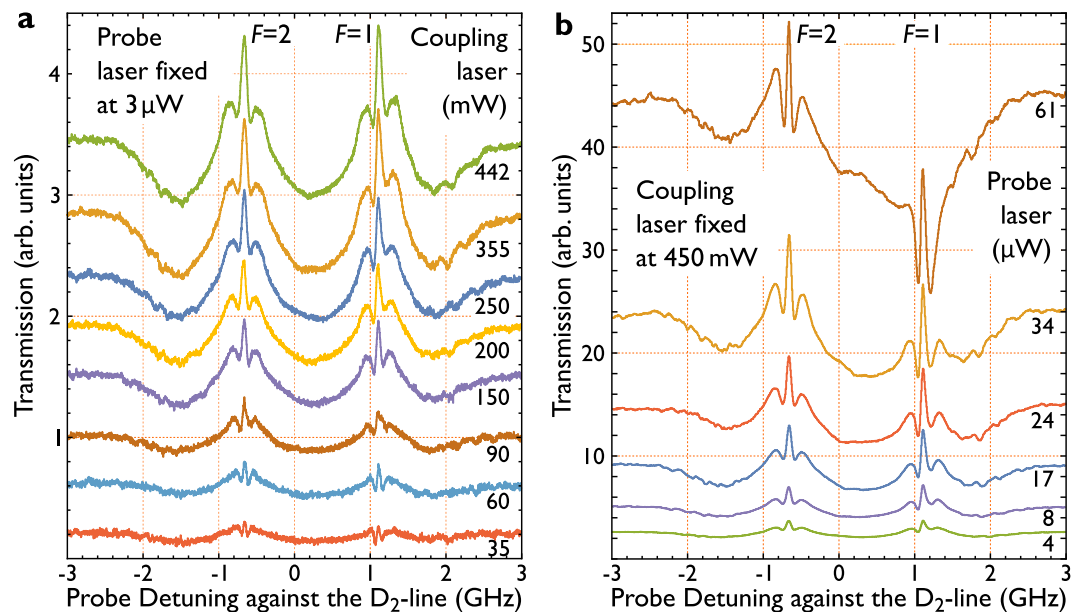 a
Probe
laser fixed
at 3 µW
F=2
F=1
Coupling
laser
(mW)
442
355
250
200
150
90
60
35
4
3
2
1
Transmission (arb. units)
-3 -2 -1 0 1 2 3
Probe Detuning against the D2-line (GHz)
b
F=2
F=1
61
Coupling
laser fixed
at 450 mW
Probe
laser
(µW)
34
24
17
8
4
50
40
30
20
10
Transmission (arb. units)
-3 -2 -1 0 1 2 3
Probe Detuning against the D2-line (GHz)